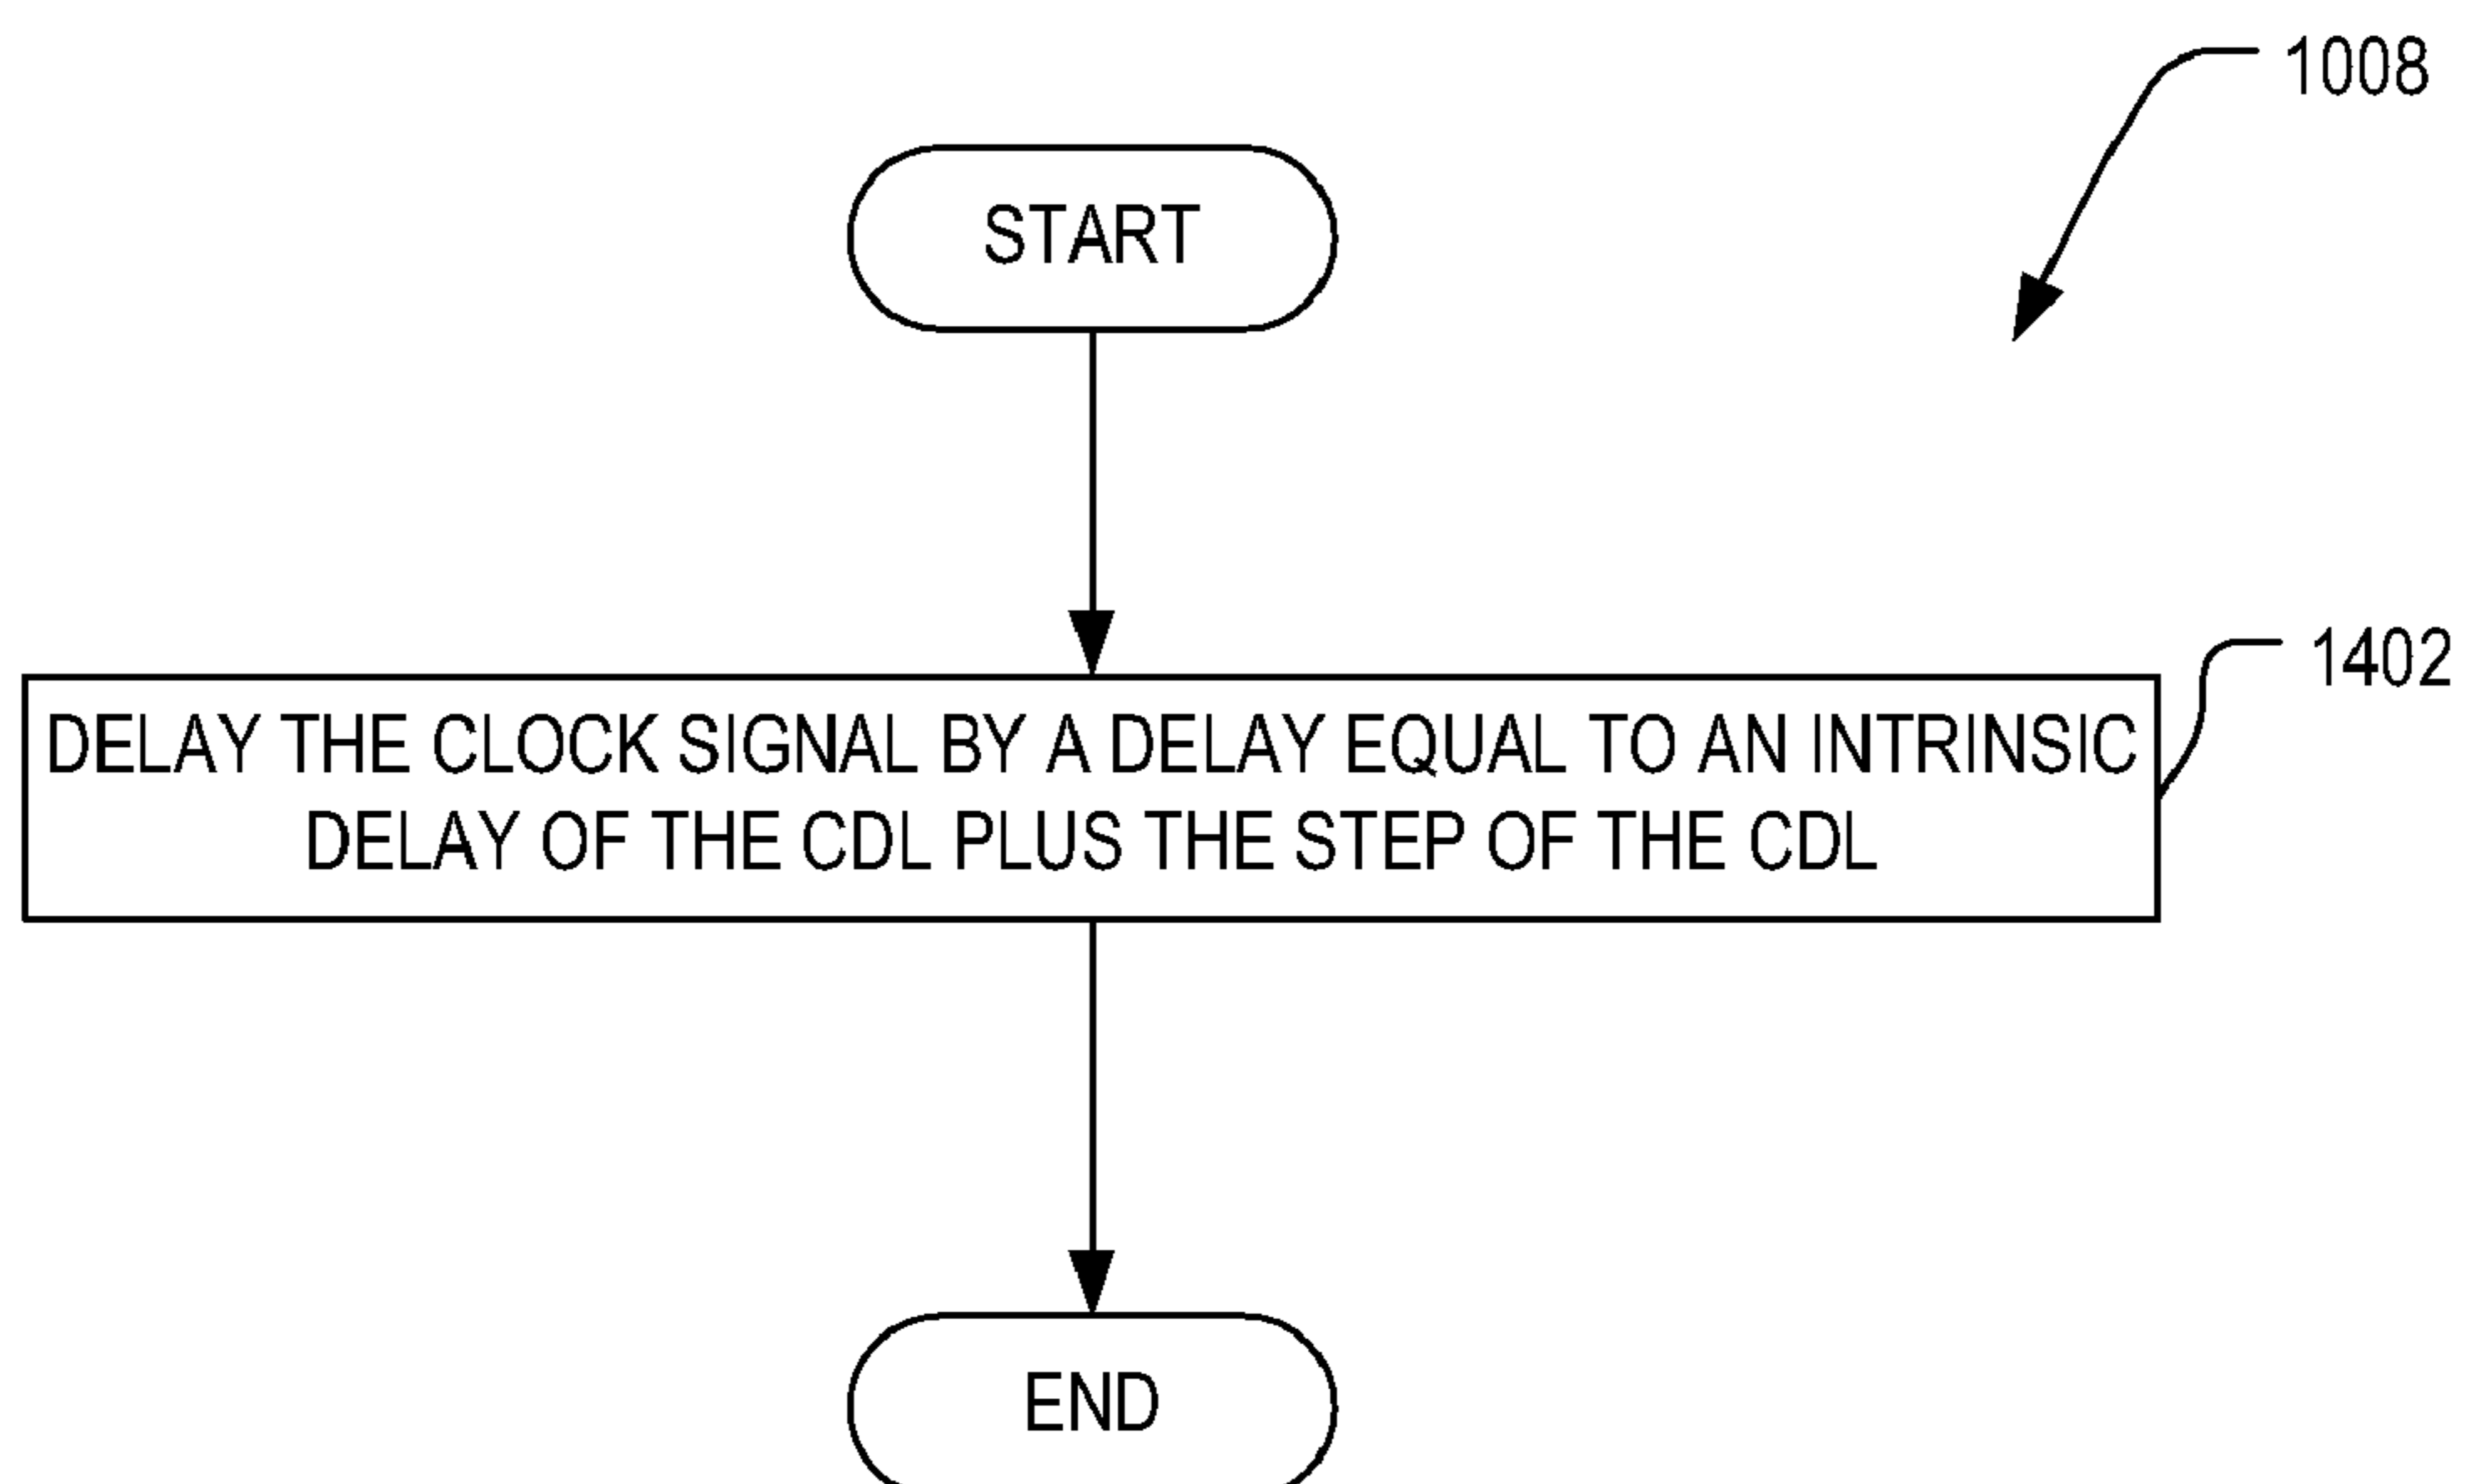 1008
START
1402
DELAY THE CLOCK SIGNAL BY A DELAY EQUAL TO AN INTRINSIC
DELAY OF THE CDL PLUS THE STEP OF THE CDL
END